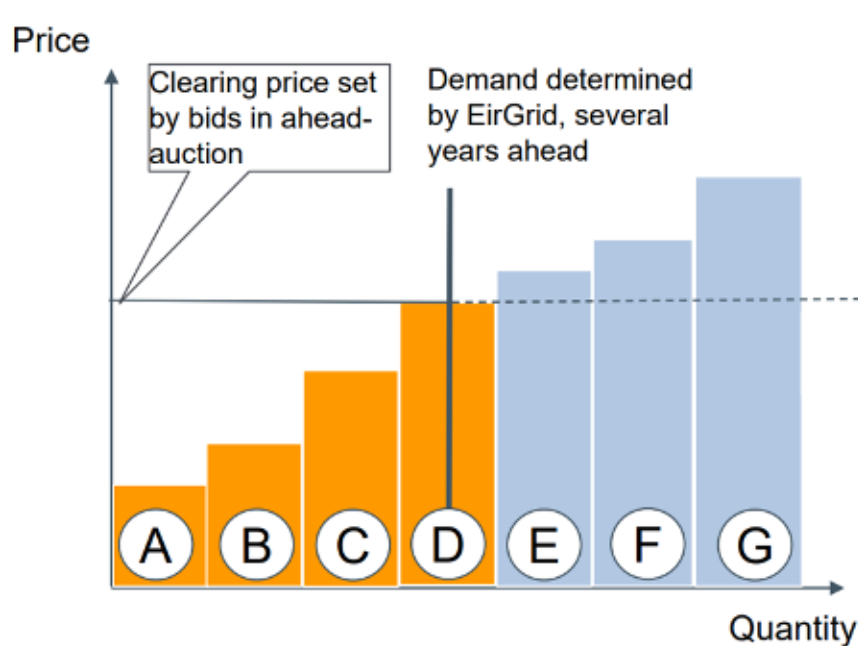 Price
Clearing price set
by bids in ahead-
auction
Demand determined
by EirGrid, several
years ahead
A
B
C
D
E
F
G
Quantity